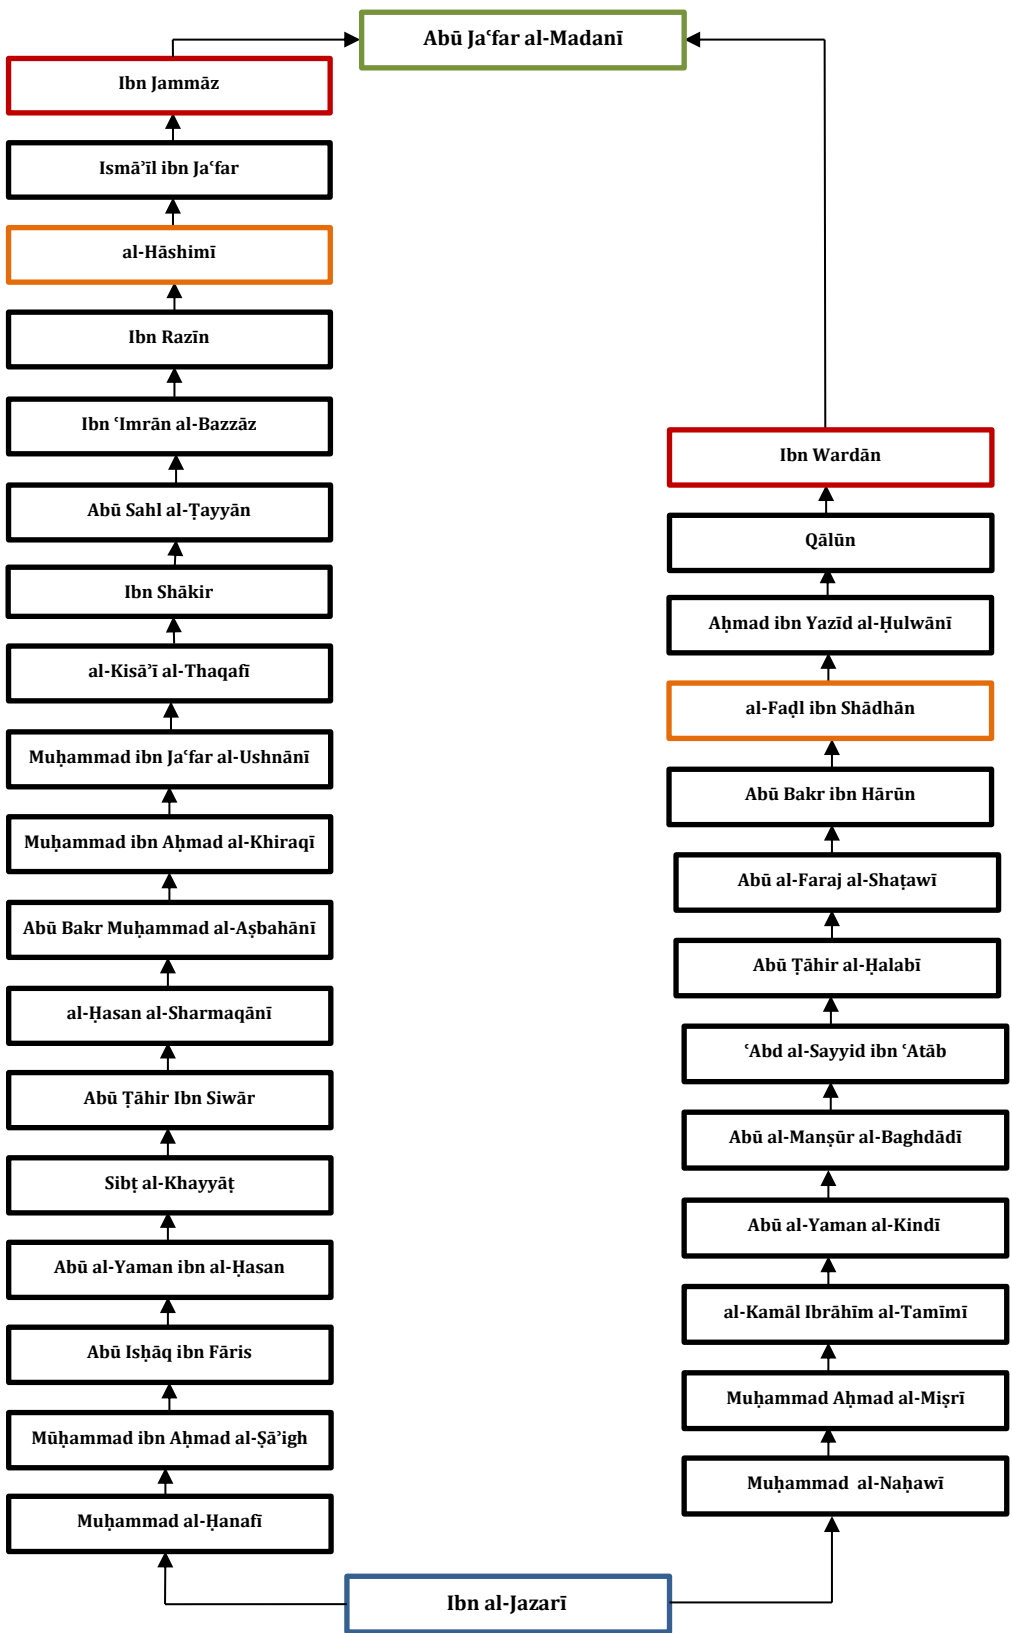 Abū Jaʿfar al-Madanī
Ibn Jammāz
Ismāʾīl ibn Jaʿfar
al-Hāshimī
Ibn Razīn
Ibn ʿImrān al-Bazzāz
Abū Sahl al-Ṭayyān
Ibn Shākir
al-Kisāʾī al-Thaqafī
Muḥammad ibn Jaʿfar al-Ushnānī
Muḥammad ibn Aḥmad al-Khiraqī
Abū Bakr Muḥammad al-Aṣbahānī
al-Ḥasan al-Sharmaqānī
Abū Ṭāhir Ibn Siwār
Sibṭ al-Khayyāṭ
Abū al-Yaman ibn al-Ḥasan
Abū Isḥāq ibn Fāris
Mūḥammad ibn Aḥmad al-Ṣāʾigh
Muḥammad al-Ḥanafī
Ibn Wardān
Qālūn
Aḥmad ibn Yazīd al-Ḥulwānī
al-Faḍl ibn Shādhān
Abū Bakr ibn Hārūn
Abū al-Faraj al-Shaṭawī
Abū Ṭāhir al-Ḥalabī
ʿAbd al-Sayyid ibn ʿAtāb
Abū al-Manṣūr al-Baghdādī
Abū al-Yaman al-Kindī
al-Kamāl Ibrāhīm al-Tamīmī
Muḥammad Aḥmad al-Miṣrī
Muḥammad al-Naḥawī
Ibn al-Jazarī